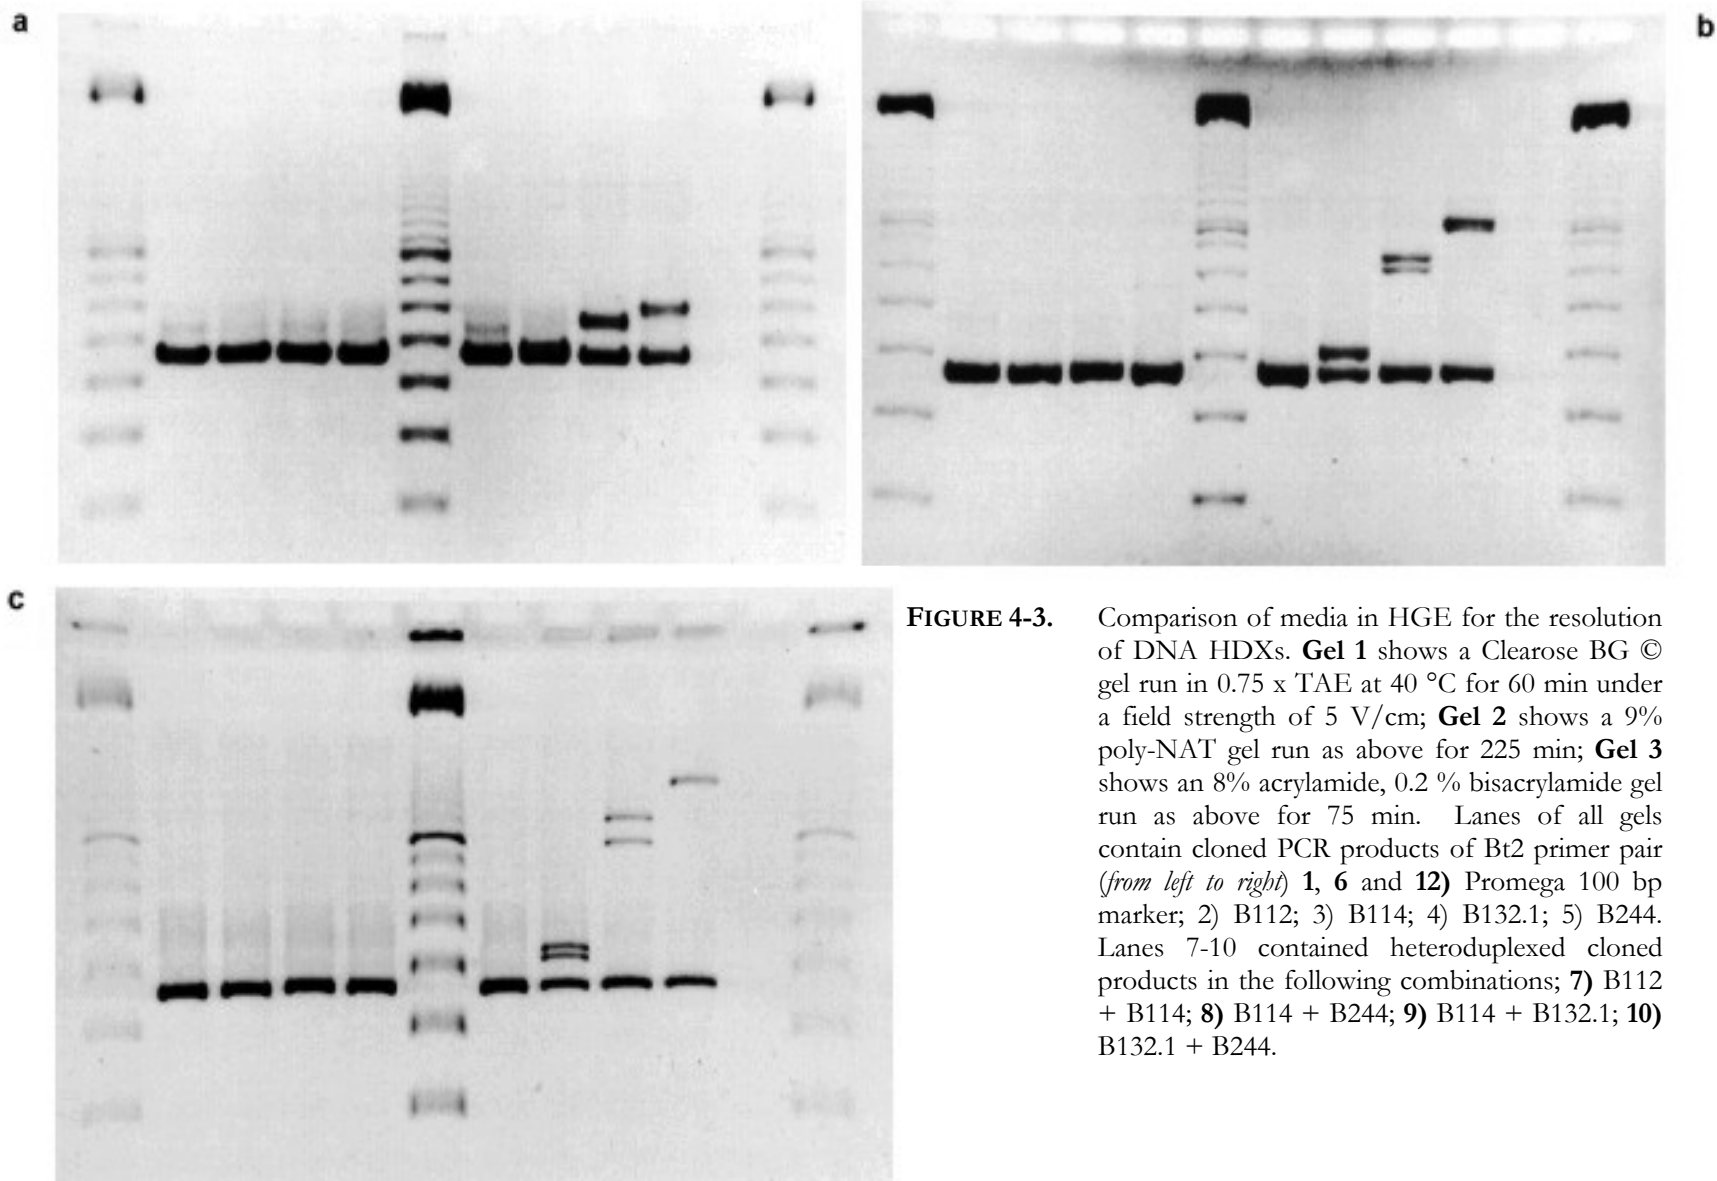 a
b
c
FIGURE 4-3. Comparison of media in HGE for the resolution
of DNA HDXs. Gel 1 shows a Clearose BG ©
gel run in 0.75 x TAE at 40 °C for 60 min under
a field strength of 5 V/cm; Gel 2 shows a 9%
poly-NAT gel run as above for 225 min; Gel 3
shows an 8% acrylamide, 0.2 % bisacrylamide gel
run as above for 75 min. Lanes of all gels
contain cloned PCR products of Bt2 primer pair
(from left to right) 1, 6 and 12) Promega 100 bp
marker; 2) B112; 3) B114; 4) B132.1; 5) B244.
Lanes 7-10 contained heteroduplexed cloned
products in the following combinations; 7) B112
+ B114; 8) B114 + B244; 9) B114 + B132.1; 10)
B132.1 + B244.